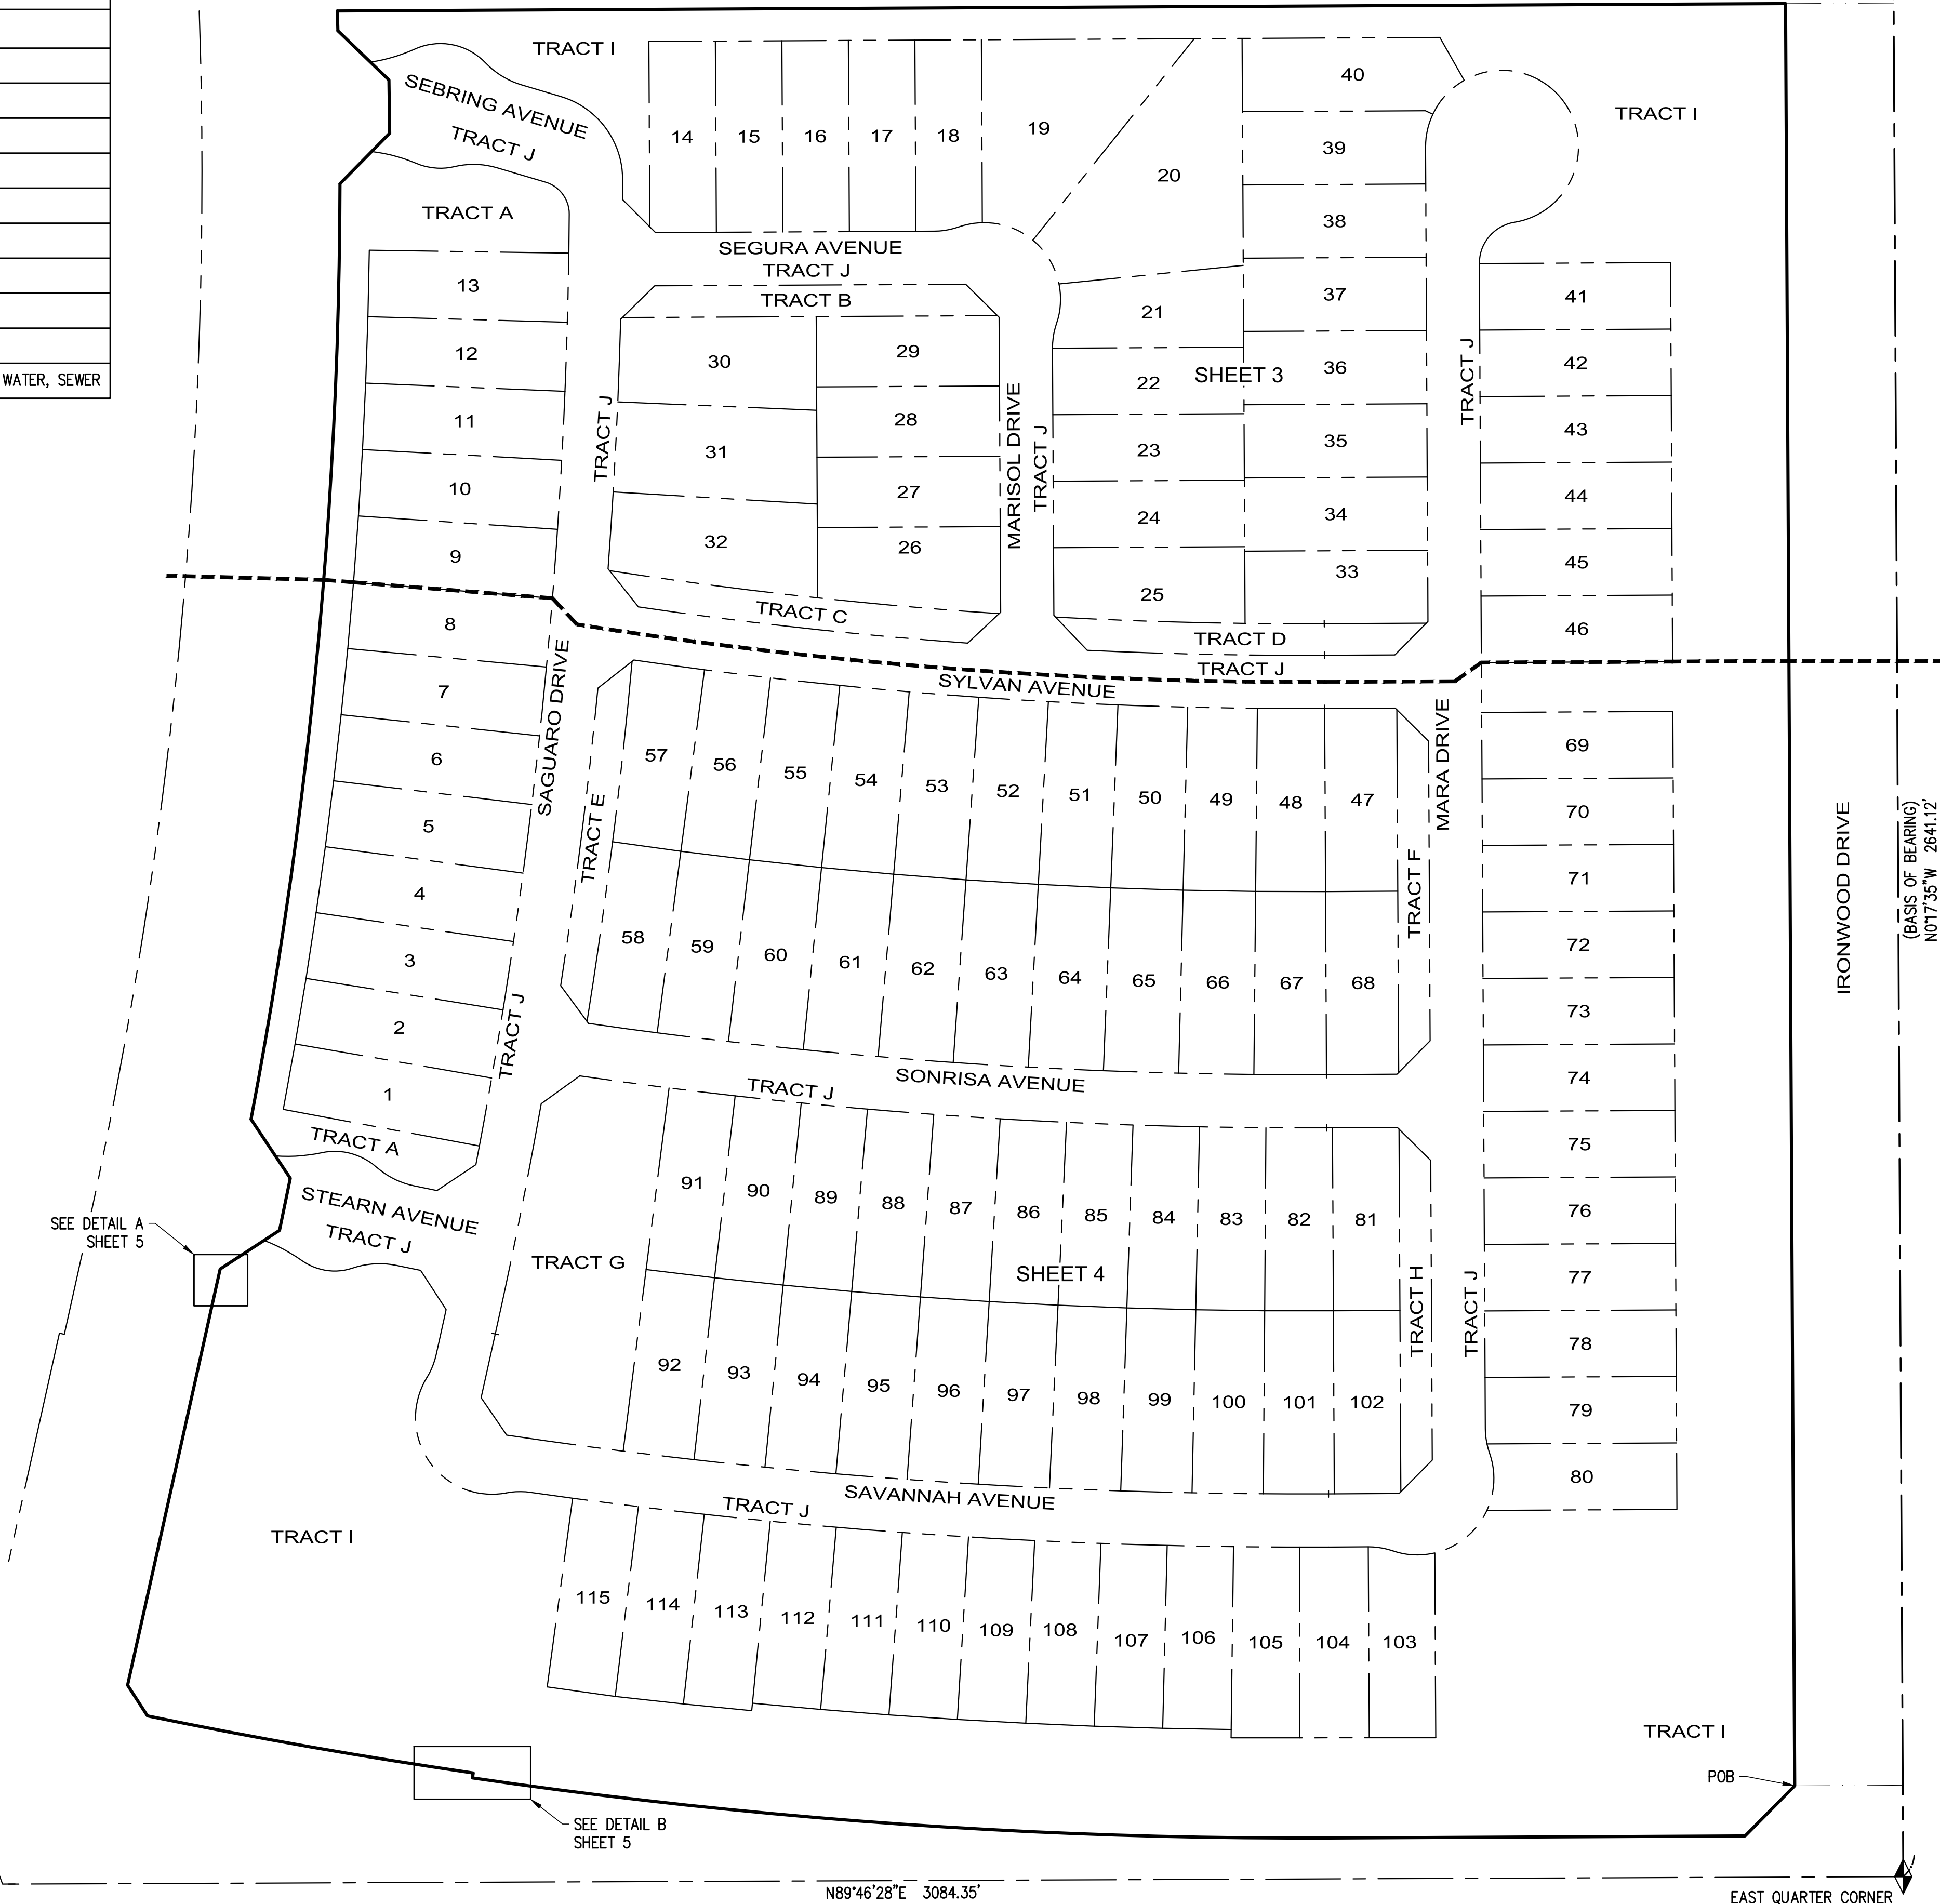 WATER, SEWER
TRACT I
SEBRING AVENUE
TRACT J
TRACT A
14
15
16
17
18
19
20
40
39
38
37
36
35
34
33
TRACT I
SEGURA AVENUE
TRACT J
TRACT B
13
12
11
10
9
8
7
6
5
4
3
2
1
TRACT A
TRACT J
30
31
32
29
28
27
26
TRACT C
MARISOL DRIVE
TRACT J
21
22
23
24
25
SHEET 3
TRACT D
TRACT J
TRACT J
41
42
43
44
45
46
SYLVAN AVENUE
SAGUARO DRIVE
TRACT J
TRACT E
57
56
55
54
53
52
51
50
49
48
47
58
59
60
61
62
63
64
65
66
67
68
TRACT F
MARA DRIVE
69
70
71
72
73
74
75
76
77
78
79
80
IRONWOOD DRIVE
(BASIS OF BEARING)
N0°17'35"W 2641.12'
TRACT J
SONRISA AVENUE
STEARN AVENUE
TRACT J
SEE DETAIL A
SHEET 5
TRACT G
91
90
89
88
87
86
85
84
83
82
81
SHEET 4
92
93
94
95
96
97
98
99
100
101
102
TRACT H
TRACT J
TRACT J
SAVANNAH AVENUE
TRACT I
115
114
113
112
111
110
109
108
107
106
105
104
103
TRACT I
POB
SEE DETAIL B
SHEET 5
N89°46'28"E 3084.35'
EAST QUARTER CORNER